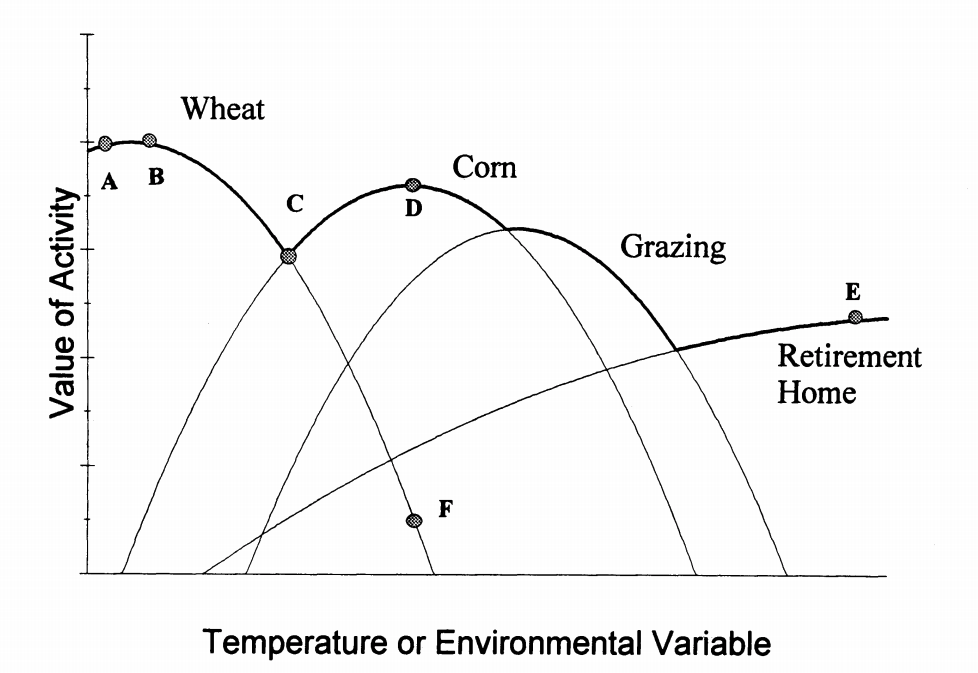 Wheat
A
B
C
Corn
D
Grazing
E
Retirement
Home
F
Value of Activity
Temperature or Environmental Variable